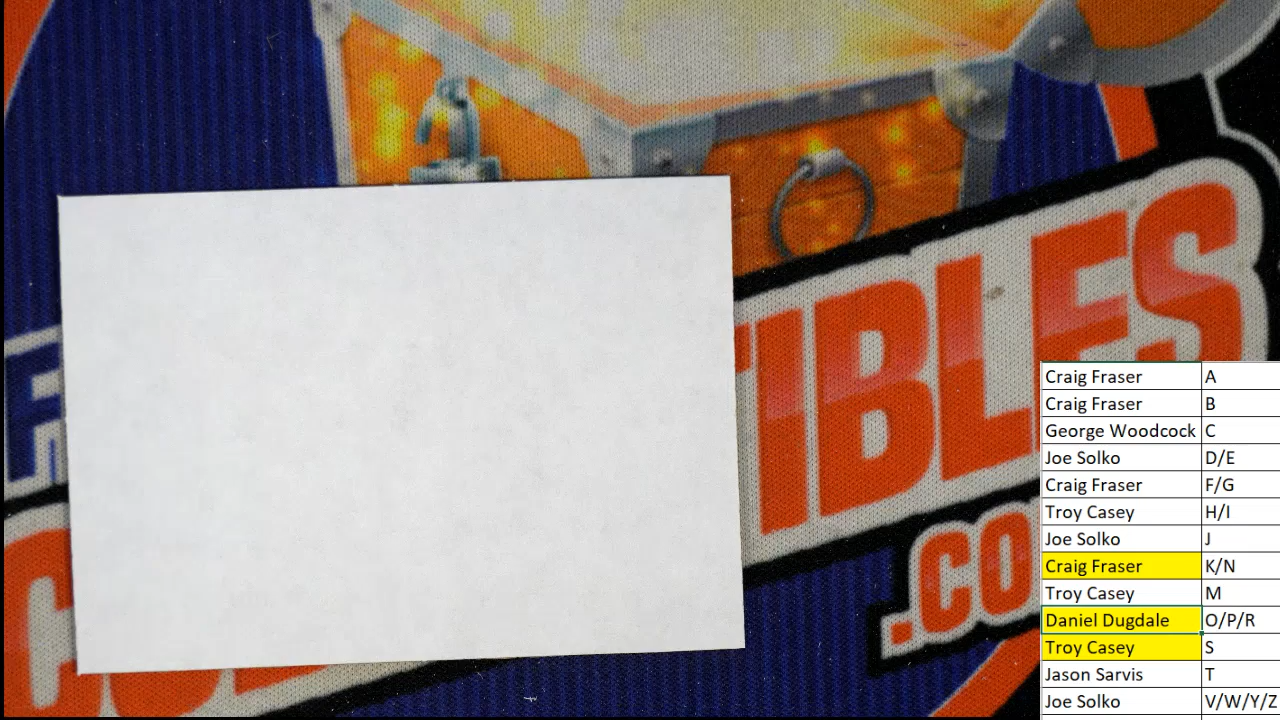 TIBLES
.CO
Craig Fraser A
Craig Fraser B
George Woodcock C
Joe Solko D/E
Craig Fraser F/G
Troy Casey H/I
Joe Solko J
Craig Fraser K/N
Troy Casey M
Daniel Dugdale O/P/R
Troy Casey S
Jason Sarvis T
Joe Solko V/W/Y/Z